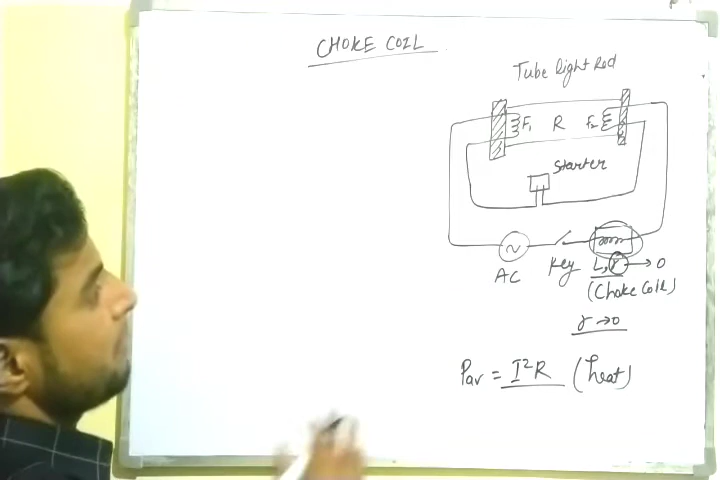 CHOKE COIL
Tube light Rod
F1 R F2
Starter
AC Key L, r → 0
(Choke Coil)
r → 0
Pav = I²R (heat)